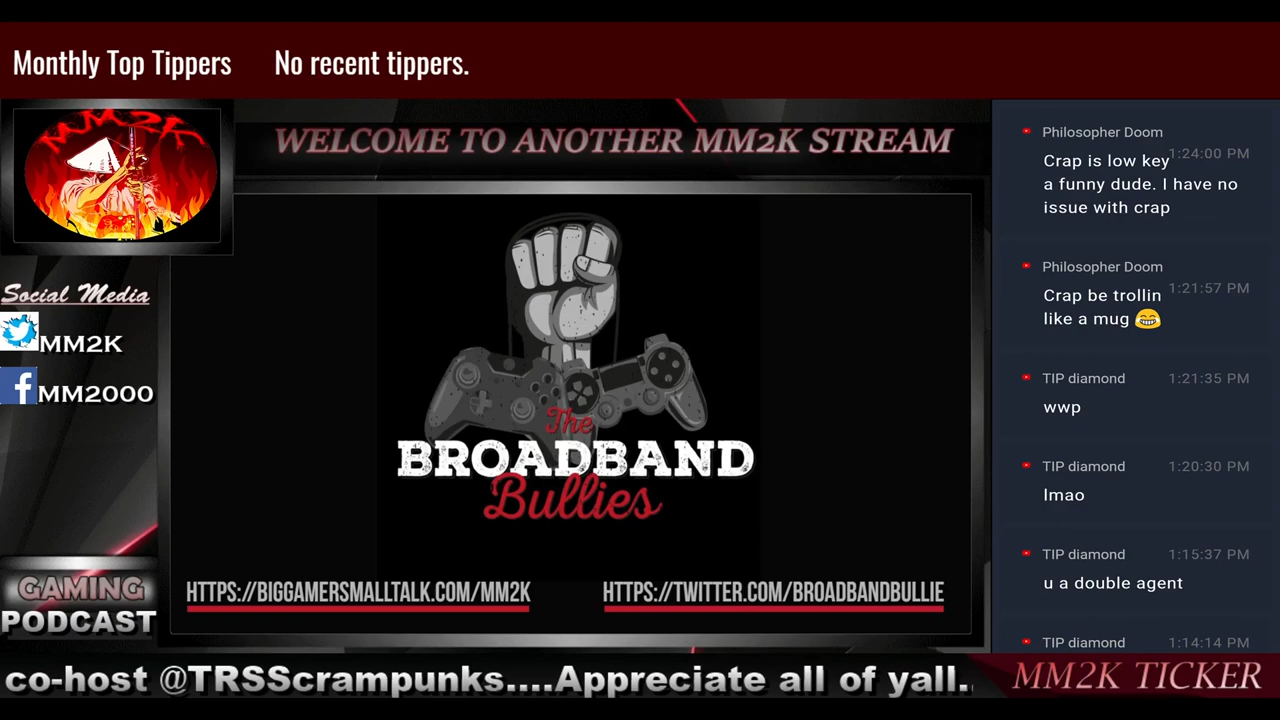 Monthly Top Tippers No recent tippers.
MM2K
WELCOME TO ANOTHER MM2K STREAM
Social Media
MM2K
MM2000
GAMING
PODCAST
The
BROADBAND
Bullies
HTTPS://BIGGAMERSMALLTALK.COM/MM2K HTTPS://TWITTER.COM/BROADBANDBULLIE
Philosopher Doom
1:24:00 PM
Crap is low key
a funny dude. I have no
issue with crap
Philosopher Doom
1:21:57 PM
Crap be trollin
like a mug 😂
TIP diamond 1:21:35 PM
wwp
TIP diamond 1:20:30 PM
lmao
TIP diamond 1:15:37 PM
u a double agent
TIP diamond 1:14:14 PM
co-host @TRSScrampunks....Appreciate all of yall.
MM2K TICKER